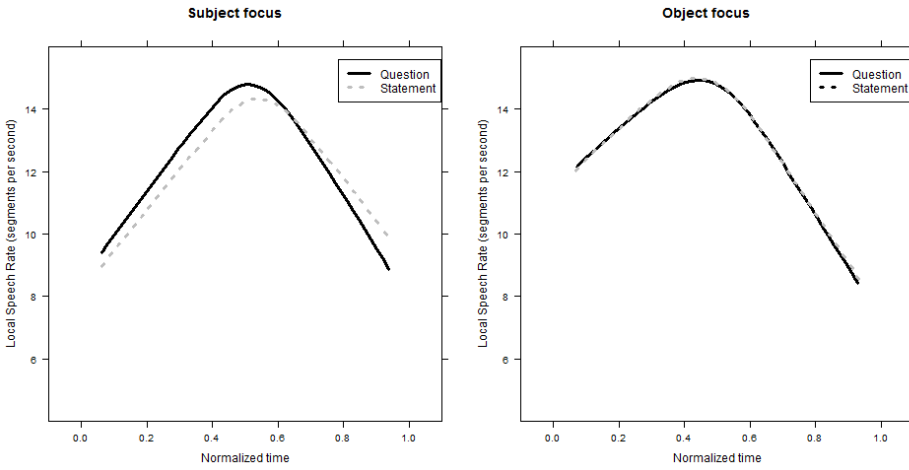 Subject focus
Local Speech Rate (segments per second)
14
12
10
8
6
Question
Statement
0.0 0.2 0.4 0.6 0.8 1.0
Normalized time
Object focus
Local Speech Rate (segments per second)
14
12
10
8
6
Question
Statement
0.0 0.2 0.4 0.6 0.8 1.0
Normalized time